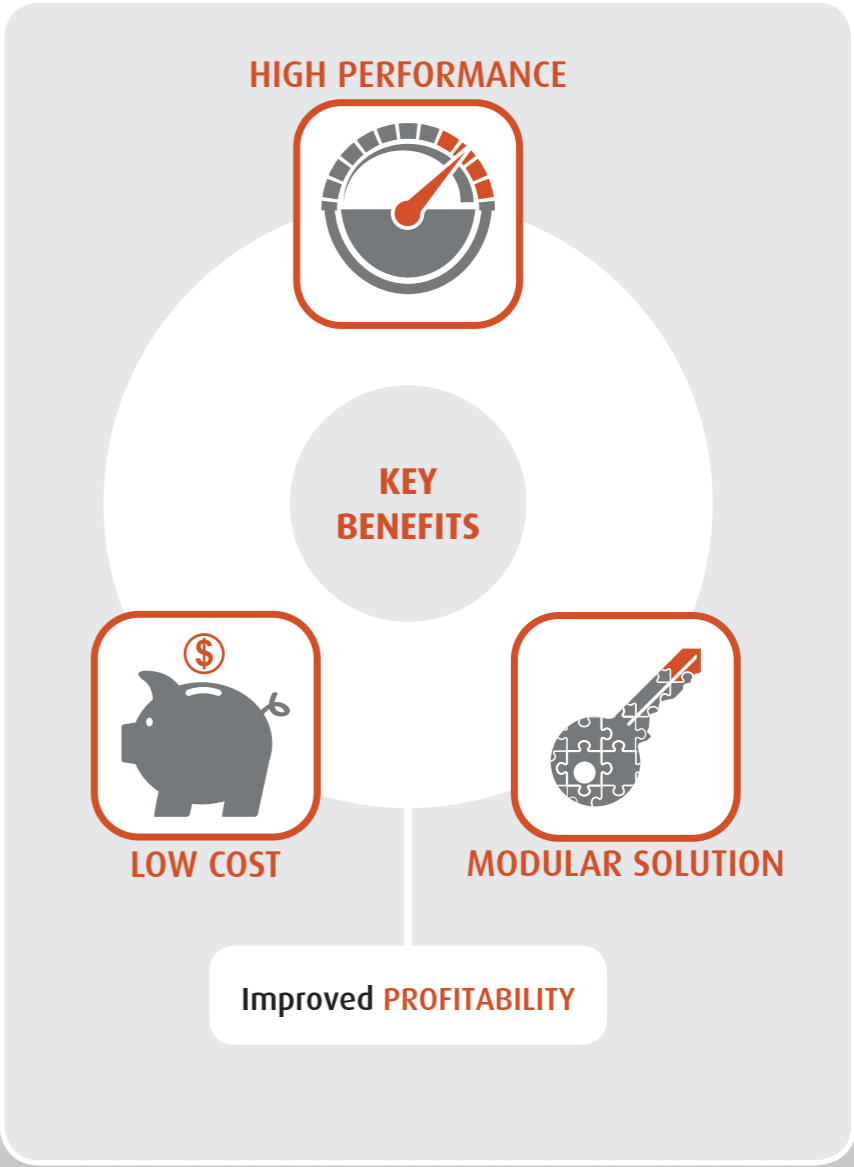 HIGH PERFORMANCE
KEY
BENEFITS
$
LOW COST
MODULAR SOLUTION
Improved PROFITABILITY